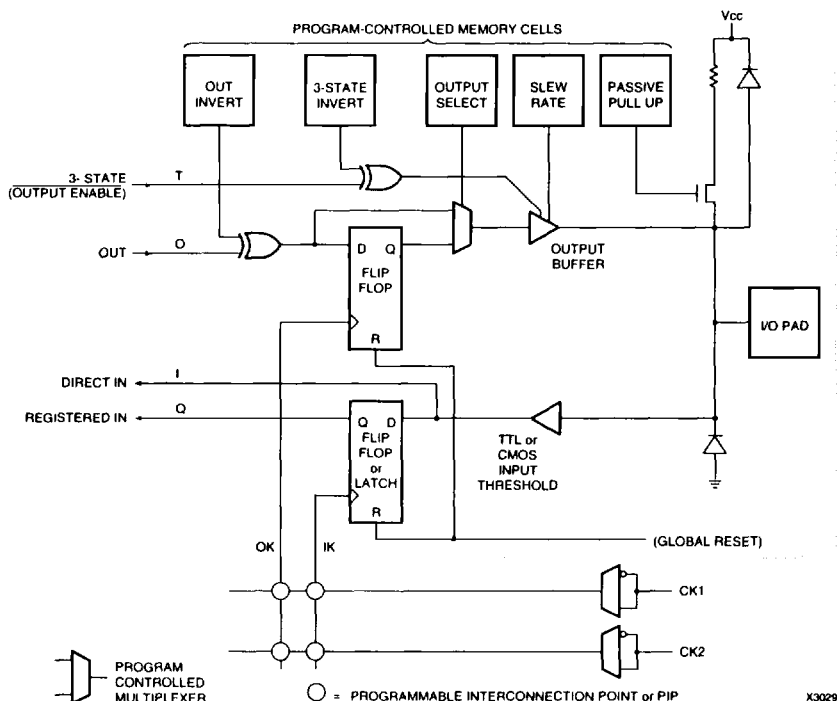 PROGRAM-CONTROLLED MEMORY CELLS
Vcc
OUT
INVERT
3-STATE
INVERT
OUTPUT
SELECT
SLEW
RATE
PASSIVE
PULL UP
3- STATE
(OUTPUT ENABLE)
T
OUT
O
D Q
FLIP
FLOP
R
OUTPUT
BUFFER
I/O PAD
DIRECT IN
I
REGISTERED IN
Q
Q D
FLIP
FLOP
or
LATCH
R
TTL or
CMOS
INPUT
THRESHOLD
OK
IK
(GLOBAL RESET)
CK1
CK2
PROGRAM
CONTROLLED
MULTIPLEXER
= PROGRAMMABLE INTERCONNECTION POINT or PIP
X3029